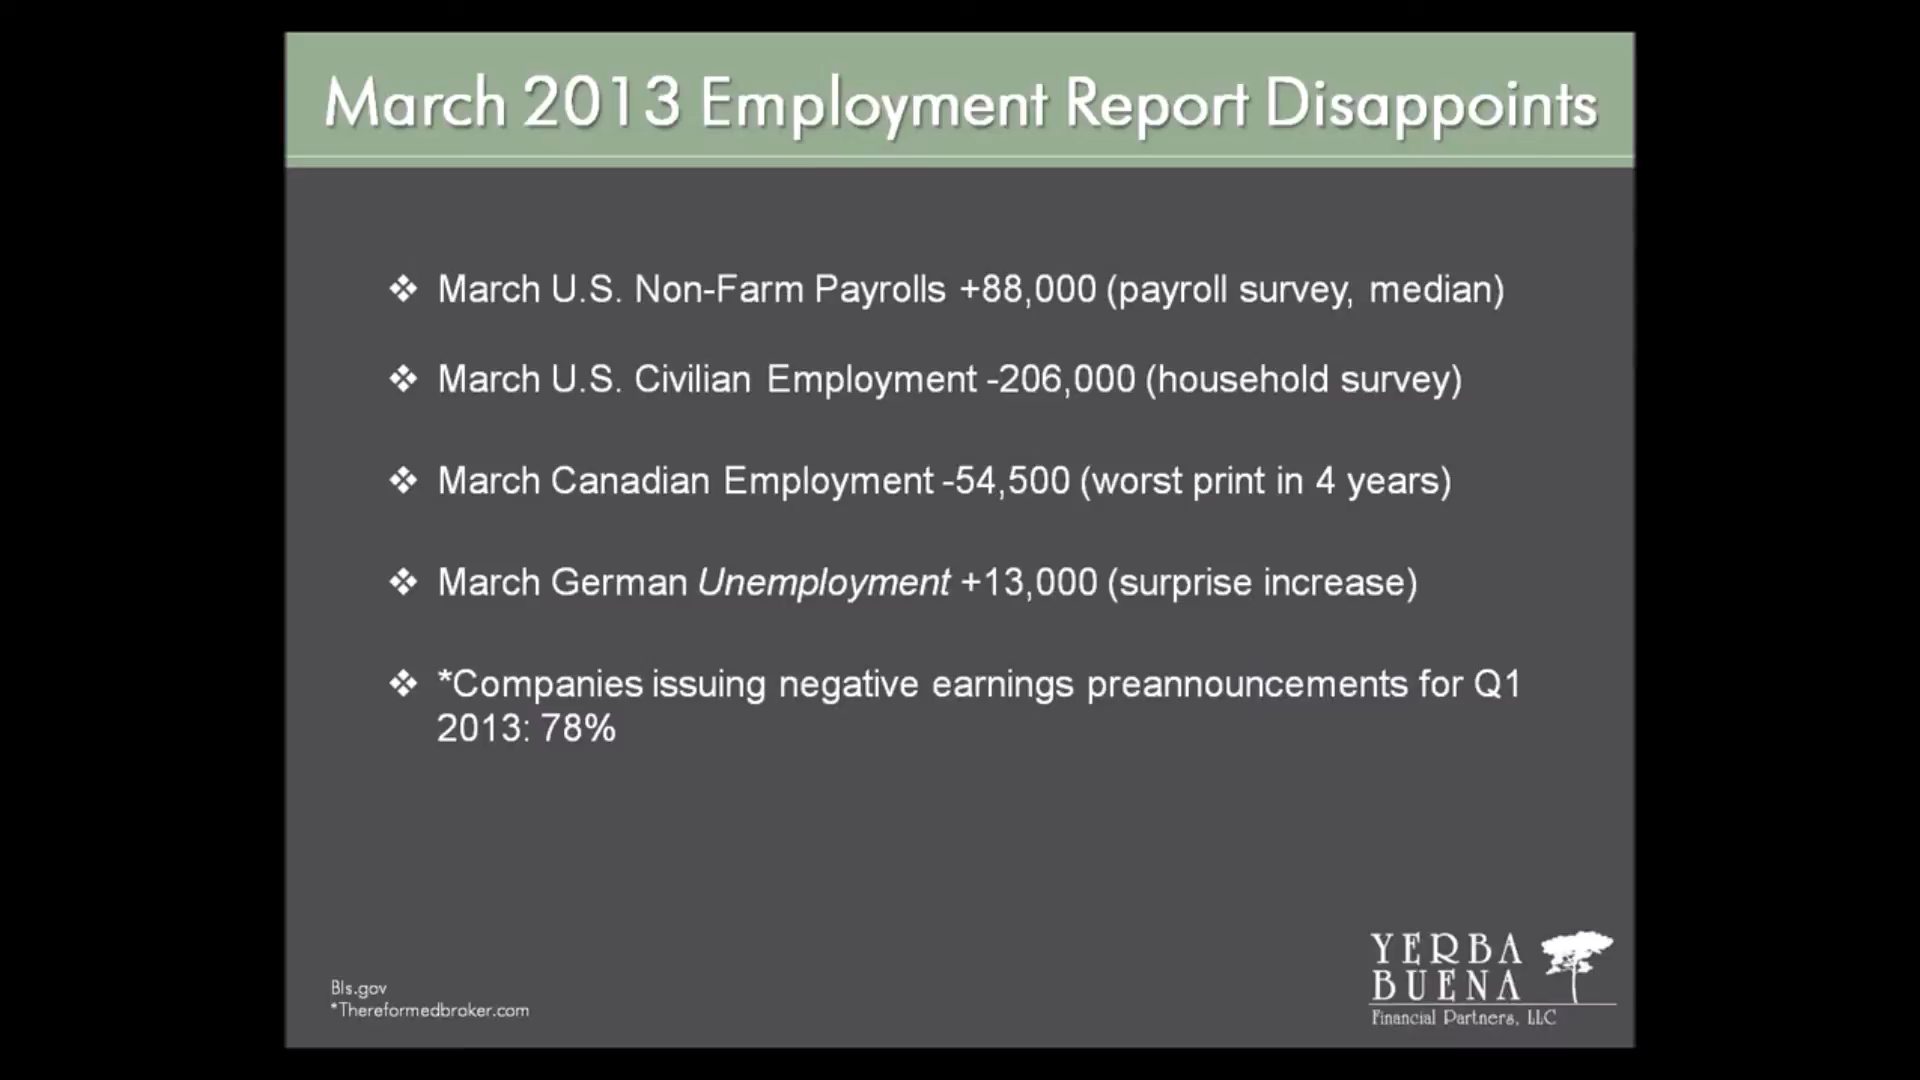 March 2013 Employment Report Disappoints
❖ March U.S. Non-Farm Payrolls +88,000 (payroll survey, median)
❖ March U.S. Civilian Employment -206,000 (household survey)
❖ March Canadian Employment -54,500 (worst print in 4 years)
❖ March German Unemployment +13,000 (surprise increase)
❖ *Companies issuing negative earnings preannouncements for Q1
2013: 78%
Bls.gov
*Thereformedbroker.com
YERBA
BUENA
Financial Partners, LLC